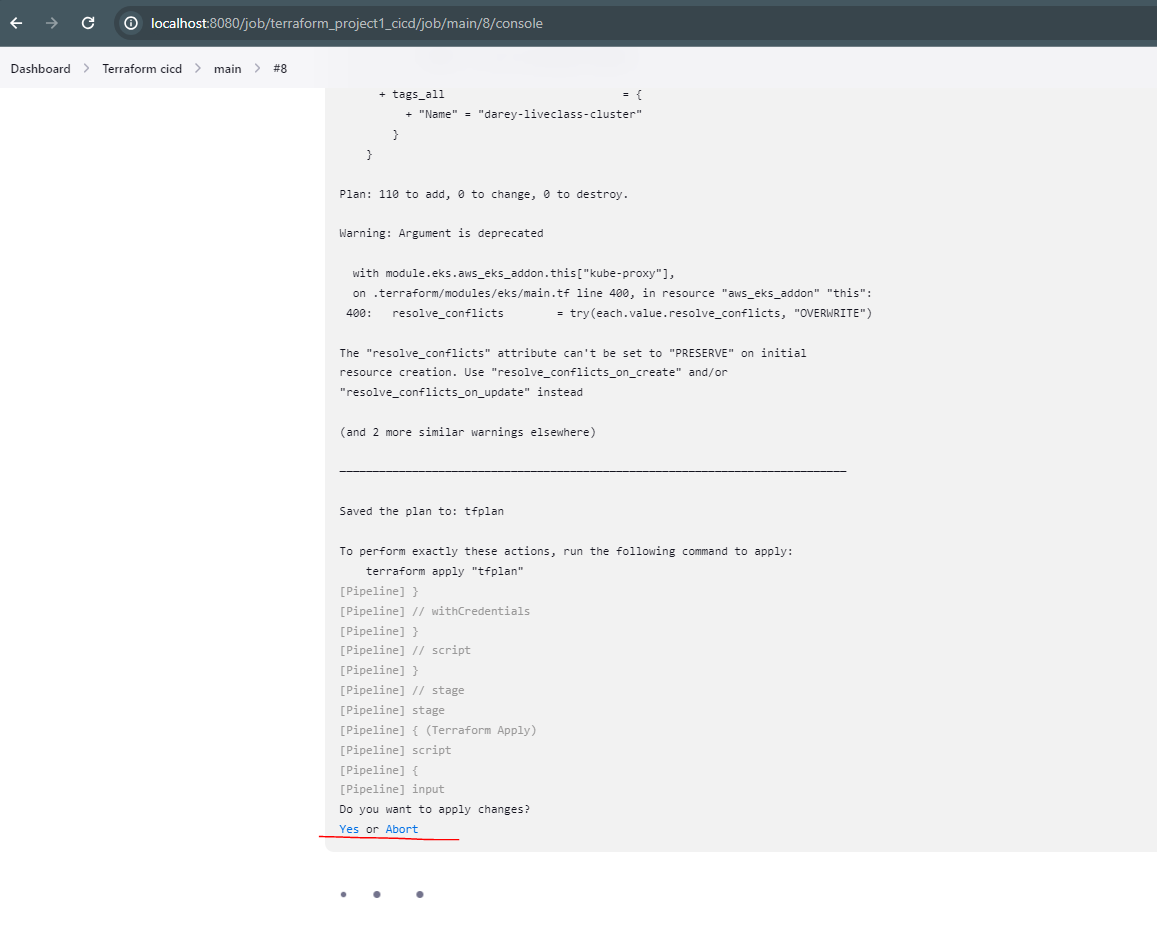 localhost:8080/job/terraform_project1_cicd/job/main/8/console
Dashboard > Terraform cicd > main > #8
+ tags_all = {
+ "Name" = "darey-liveclass-cluster"
}
}
Plan: 110 to add, 0 to change, 0 to destroy.
Warning: Argument is deprecated
with module.eks.aws_eks_addon.this["kube-proxy"],
on .terraform/modules/eks/main.tf line 400, in resource "aws_eks_addon" "this":
400: resolve_conflicts = try(each.value.resolve_conflicts, "OVERWRITE")
The "resolve_conflicts" attribute can't be set to "PRESERVE" on initial
resource creation. Use "resolve_conflicts_on_create" and/or
"resolve_conflicts_on_update" instead
(and 2 more similar warnings elsewhere)
Saved the plan to: tfplan
To perform exactly these actions, run the following command to apply:
terraform apply "tfplan"
[Pipeline] }
[Pipeline] // withCredentials
[Pipeline] }
[Pipeline] // script
[Pipeline] }
[Pipeline] // stage
[Pipeline] stage
[Pipeline] { (Terraform Apply)
[Pipeline] script
[Pipeline] {
[Pipeline] input
Do you want to apply changes?
Yes or Abort